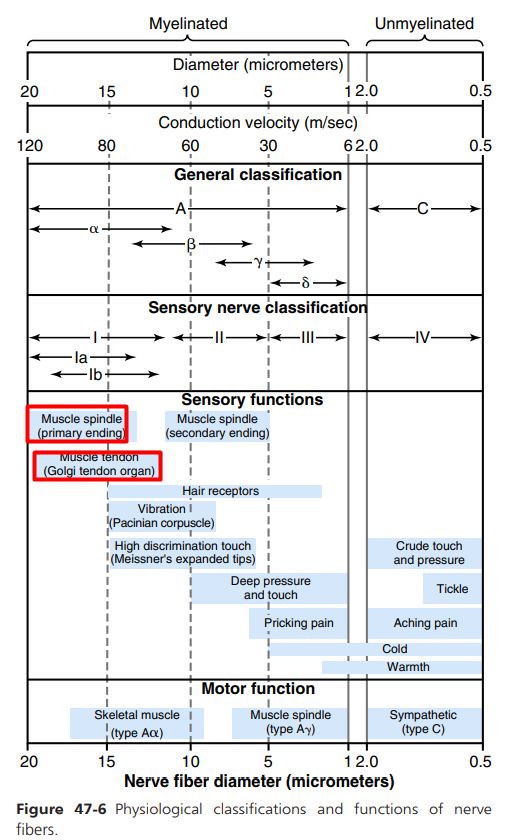 Myelinated Unmyelinated
Diameter (micrometers)
20 15 10 5 1 2.0 0.5
Conduction velocity (m/sec)
120 80 60 30 6 2.0 0.5
General classification
A C
α
β
γ
δ
Sensory nerve classification
I II III IV
Ia
Ib
Sensory functions
Muscle spindle
(primary ending)
Muscle spindle
(secondary ending)
Muscle tendon
(Golgi tendon organ)
Hair receptors
Vibration
(Pacinian corpuscle)
High discrimination touch
(Meissner's expanded tips)
Crude touch
and pressure
Deep pressure
and touch
Tickle
Pricking pain
Aching pain
Cold
Warmth
Motor function
Skeletal muscle
(type Aα)
Muscle spindle
(type Aγ)
Sympathetic
(type C)
20 15 10 5 1 2.0 0.5
Nerve fiber diameter (micrometers)
Figure 47-6 Physiological classifications and functions of nerve
fibers.